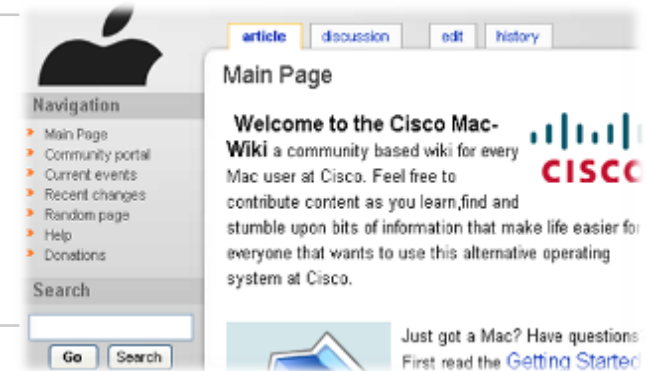 article discussion edit history
Main Page
Navigation
Main Page
Community portal
Current events
Recent changes
Random page
Help
Donations
Search
Go Search
Welcome to the Cisco Mac-
Wiki a community based wiki for every
Mac user at Cisco. Feel free to
contribute content as you learn,find and
stumble upon bits of information that make life easier for
everyone that wants to use this alternative operating
system at Cisco.
CISCO
Just got a Mac? Have questions
First read the Getting Started